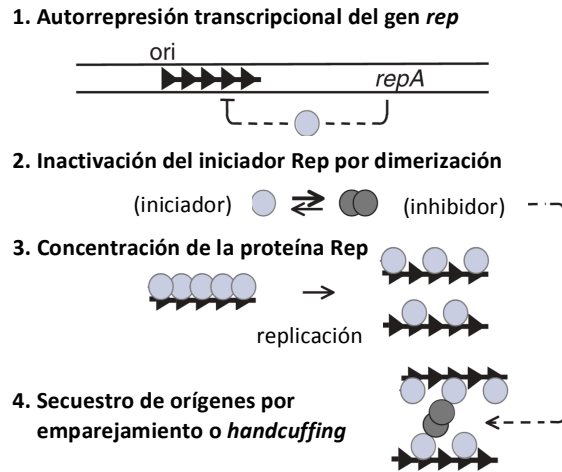 1. Autorrepresión transcripcional del gen rep
ori
repA
2. Inactivación del iniciador Rep por dimerización
(iniciador)
(inhibidor)
3. Concentración de la proteína Rep
replicación
4. Secuestro de orígenes por
emparejamiento o handcuffing